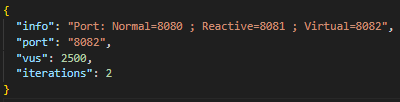 {
"info": "Port: Normal=8080 ; Reactive=8081 ; Virtual=8082",
"port": "8082",
"vus": 2500,
"iterations": 2
}